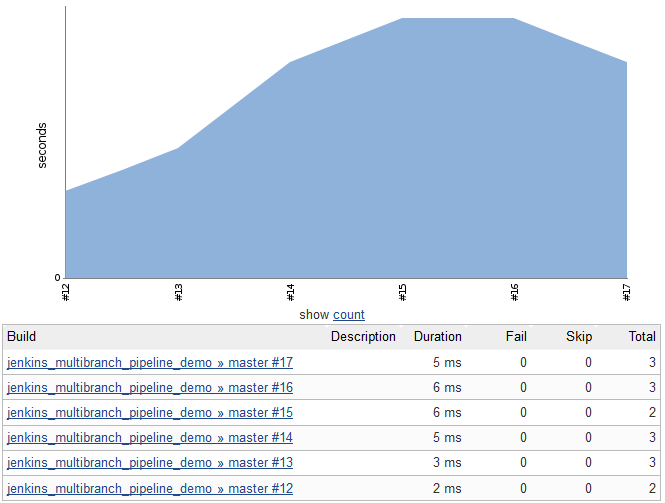 seconds
0
#12 #13 #14 #15 #16 #17
show count
Build Description Duration Fail Skip Total
jenkins_multibranch_pipeline_demo » master #17 5 ms 0 0 3
jenkins_multibranch_pipeline_demo » master #16 6 ms 0 0 3
jenkins_multibranch_pipeline_demo » master #15 6 ms 0 0 2
jenkins_multibranch_pipeline_demo » master #14 5 ms 0 0 3
jenkins_multibranch_pipeline_demo » master #13 3 ms 0 0 3
jenkins_multibranch_pipeline_demo » master #12 2 ms 0 0 2